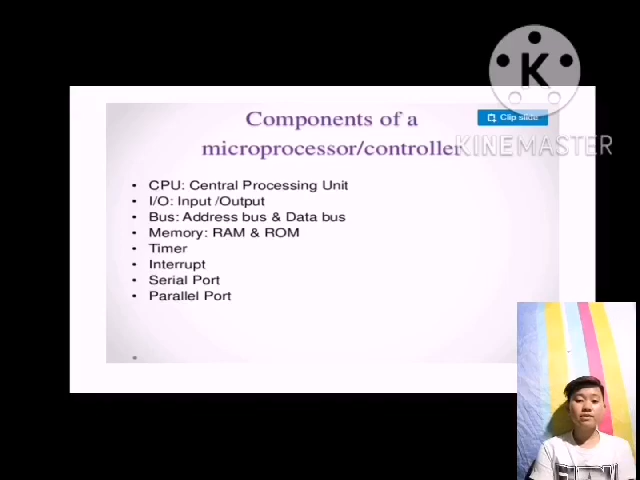 K
KINEMASTER
Clip slide
Components of a
microprocessor/controller
• CPU: Central Processing Unit
• I/O: Input /Output
• Bus: Address bus & Data bus
• Memory: RAM & ROM
• Timer
• Interrupt
• Serial Port
• Parallel Port
•